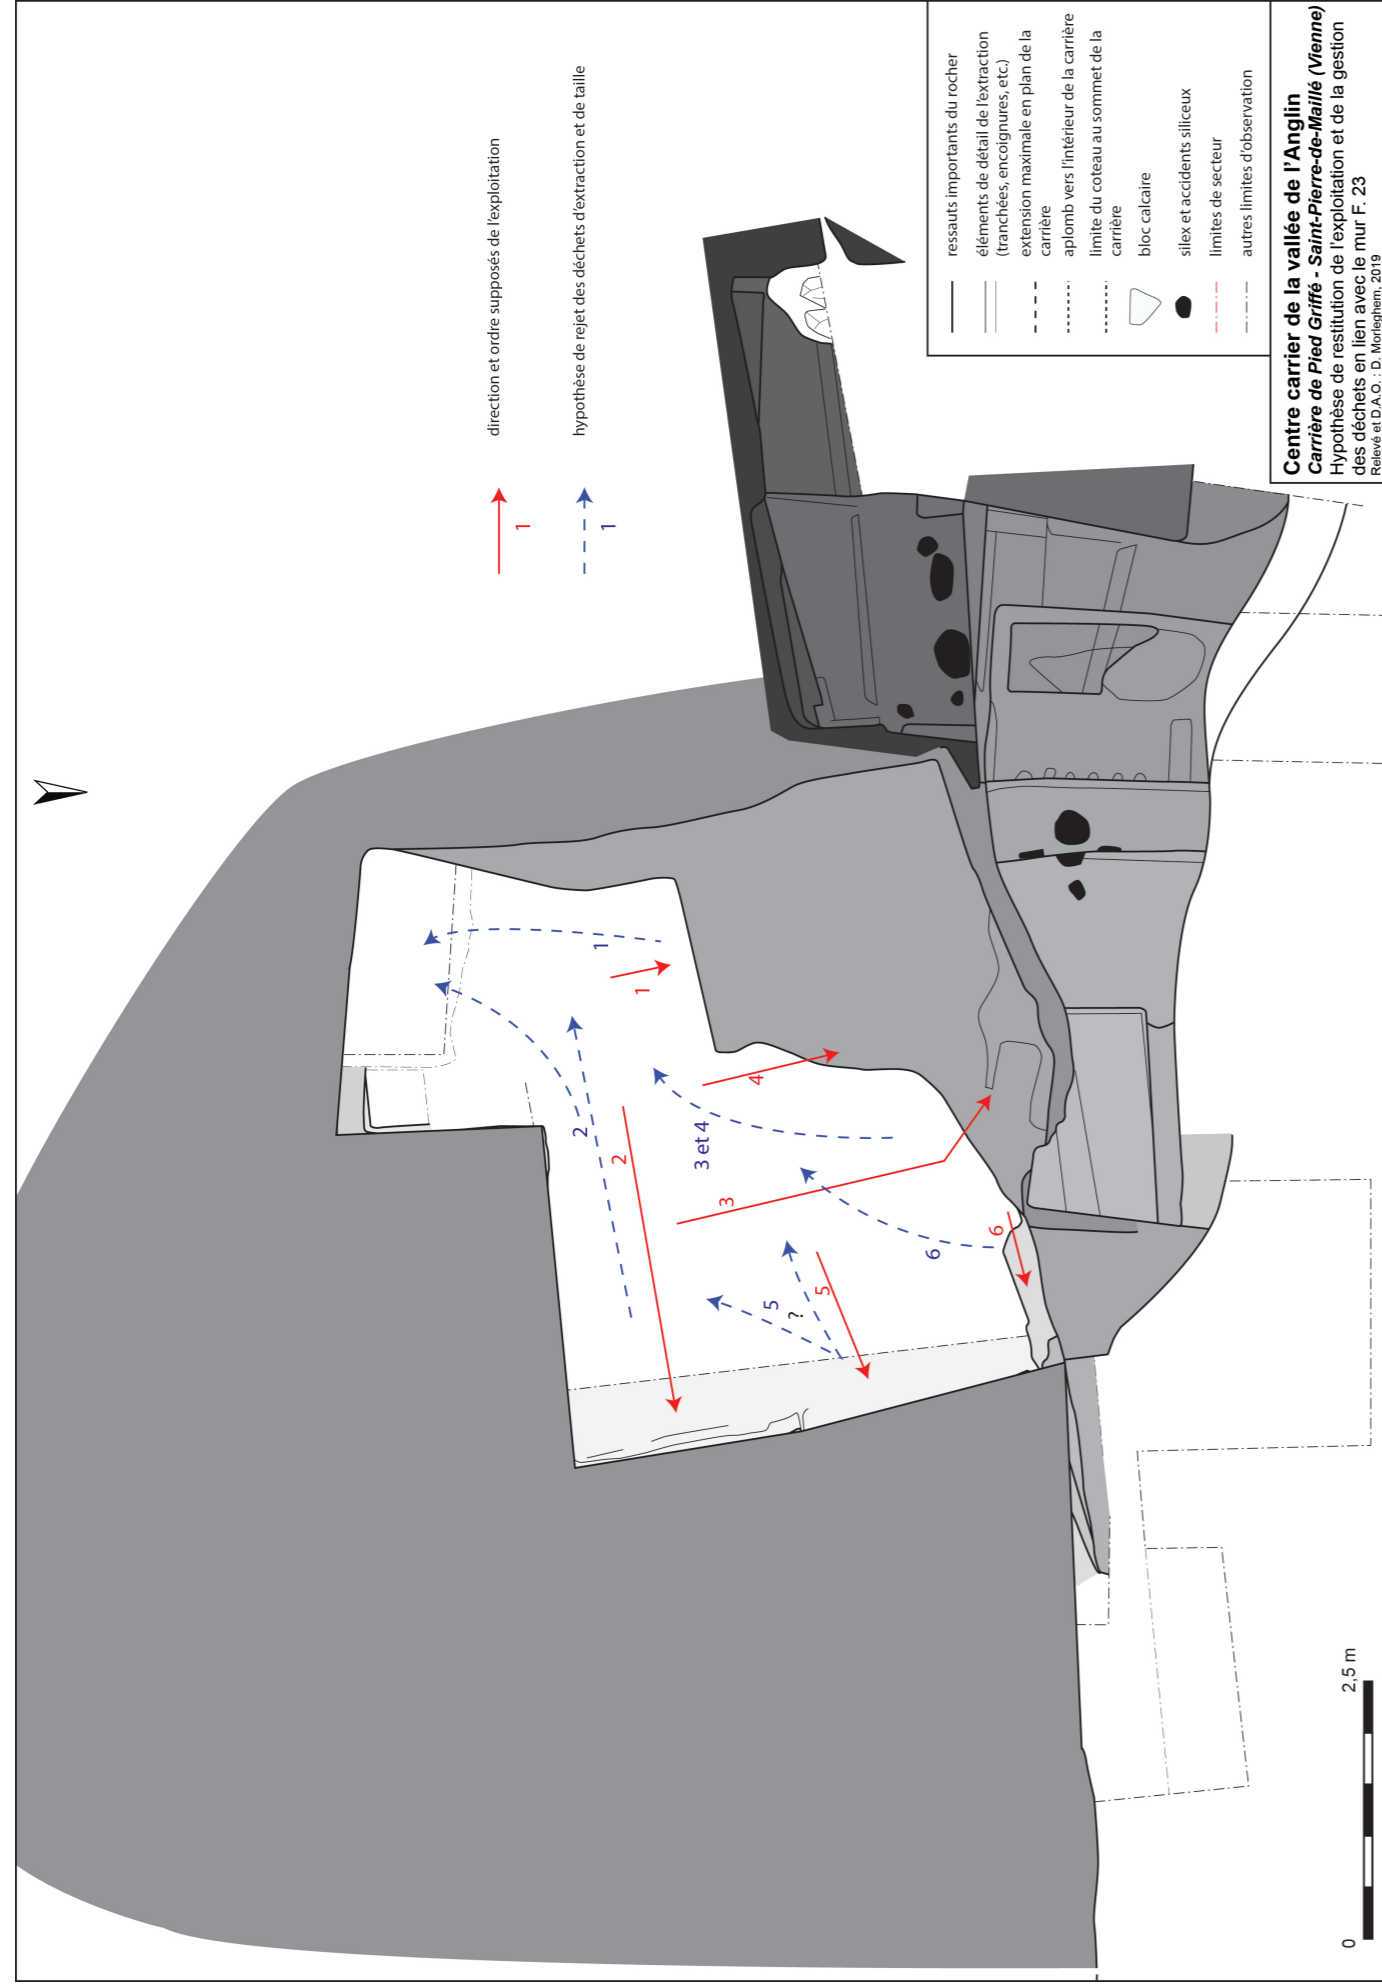 direction et ordre supposés de l'exploitation
1
hypothèse de rejet des déchets d'extraction et de taille
1
1
1
2
2
3
3 et 4
4
5
?
5
6
6
ressauts importants du rocher
éléments de détail de l'extraction
(tranchées, encoignures, etc.)
extension maximale en plan de la
carrière
aplomb vers l'intérieur de la carrière
limite du coteau au sommet de la
carrière
bloc calcaire
silex et accidents siliceux
limites de secteur
autres limites d'observation
Centre carrier de la vallée de l'Anglin
Carrière de Pied Griffé - Saint-Pierre-de-Maillé (Vienne)
Hypothèse de restitution de l'exploitation et de la gestion
des déchets en lien avec le mur F. 23
Relevé et D.A.O. : D. Morleghem, 2019
0
2,5 m